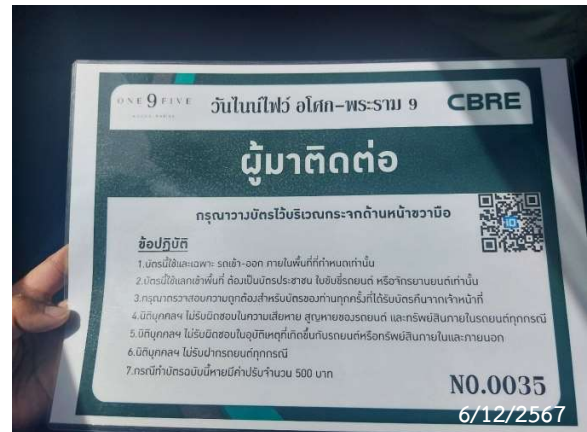 ONE 9 FIVE วันไนน์ไฟว์ อโศก-พระราม 9 CBRE
ผู้มาติดต่อ
กรุณาวางบัตรไว้บริเวณกระจกด้านหน้าขวามือ
ข้อปฏิบัติ
1.บัตรนี้ใช้และเฉพาะ รถเข้า-ออก ภายในพื้นที่ที่กำหนดเท่านั้น
2.บัตรนี้ใช้แลกเข้าพื้นที่ ต้องเป็นบัตรประชาชน ใบขับขี่รถยนต์ หรือจักรยานยนต์เท่านั้น
3.กรุณาตรวจสอบความถูกต้องสำหรับบัตรของท่านทุกครั้งที่ได้รับบัตรคืนจากเจ้าหน้าที่
4.นิติบุคคลฯ ไม่รับผิดชอบในความเสียหาย สูญหายของรถยนต์ และทรัพย์สินภายในรถยนต์ทุกกรณี
5.นิติบุคคลฯ ไม่รับผิดชอบในอุบัติเหตุที่เกิดขึ้นกับรถยนต์หรือทรัพย์สินภายในและภายนอก
6.นิติบุคคลฯ ไม่รับฝากรถยนต์ทุกกรณี
7.กรณีทำบัตรฉบับนี้หายมีค่าปรับจำนวน 500 บาท
NO.0035
6/12/2567